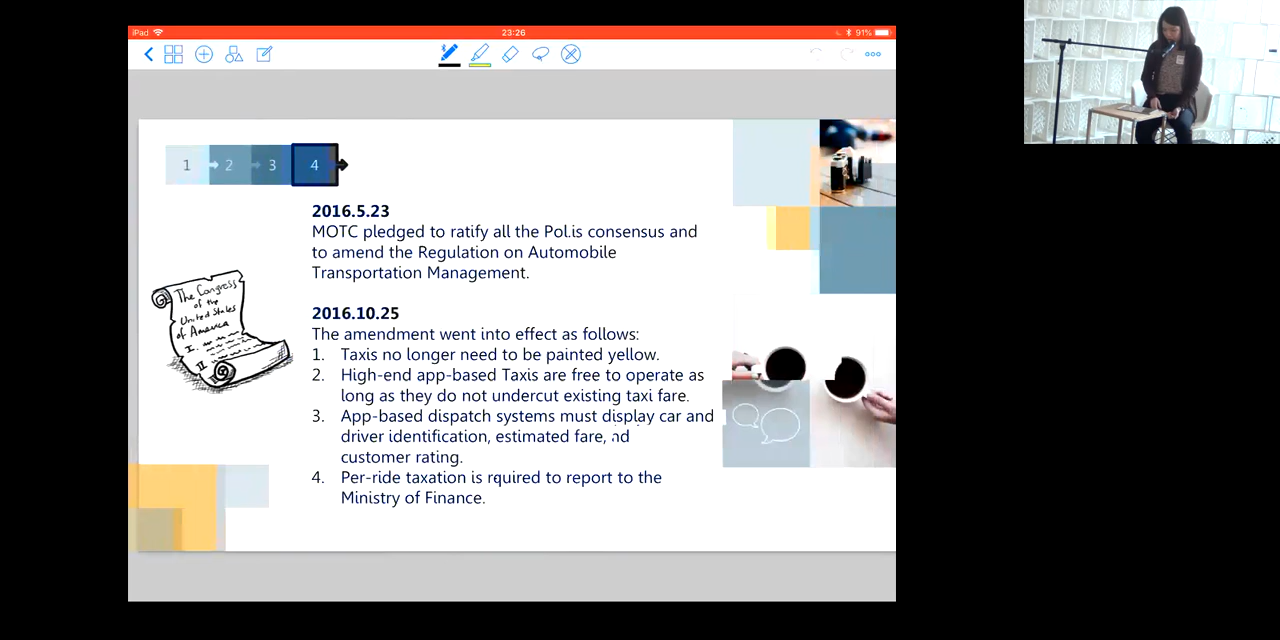 iPad
23:26
91%
1
2
3
4
2016.5.23
MOTC pledged to ratify all the Pol.is consensus and
to amend the Regulation on Automobile
Transportation Management.
The Congress
of the
United States
of America
I.
II
2016.10.25
The amendment went into effect as follows:
1. Taxis no longer need to be painted yellow.
2. High-end app-based Taxis are free to operate as
long as they do not undercut existing taxi fare.
3. App-based dispatch systems must display car and
driver identification, estimated fare, nd
customer rating.
4. Per-ride taxation is rquired to report to the
Ministry of Finance.